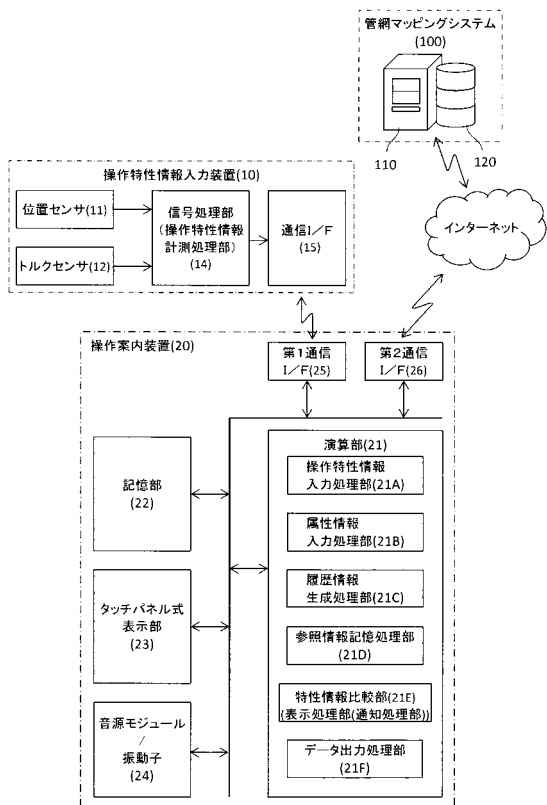 管網マッピングシステム
(100)
110
120
インターネット
操作特性情報入力装置(10)
位置センサ(11)
トルクセンサ(12)
信号処理部
(操作特性情報
計測処理部)
(14)
通信I/F
(15)
操作案内装置(20)
第1通信
I/F(25)
第2通信
I/F(26)
記憶部
(22)
タッチパネル式
表示部
(23)
音源モジュール
/
振動子
(24)
演算部(21)
操作特性情報
入力処理部(21A)
属性情報
入力処理部(21B)
履歴情報
生成処理部(21C)
参照情報記憶処理部
(21D)
特性情報比較部(21E)
(表示処理部(通知処理部))
データ出力処理部
(21F)